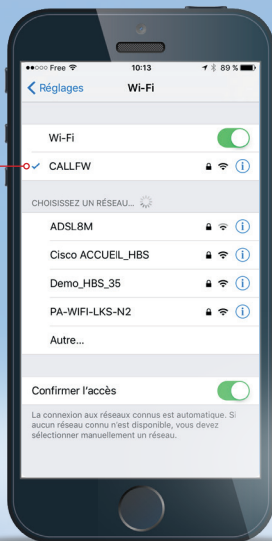 Free 10:13 89 %
Réglages Wi-Fi
Wi-Fi
CALLFW
CHOISISSEZ UN RÉSEAU...
ADSL8M
Cisco ACCUEIL_HBS
Demo_HBS_35
PA-WIFI-LKS-N2
Autre...
Confirmer l'accès
La connexion aux réseaux connus est automatique. Si
aucun réseau connu n'est disponible, vous devez
sélectionner manuellement un réseau.